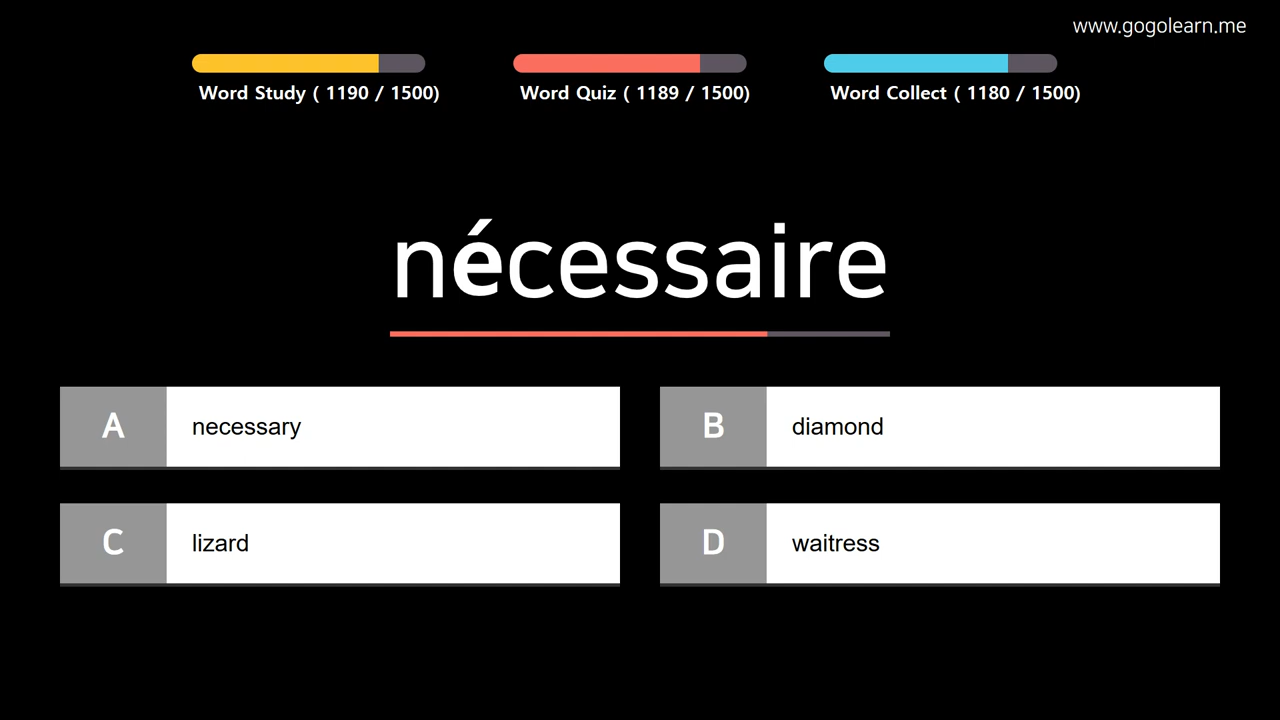 www.gogolearn.me
Word Study ( 1190 / 1500)
Word Quiz ( 1189 / 1500)
Word Collect ( 1180 / 1500)
nécessaire
A necessary
B diamond
C lizard
D waitress